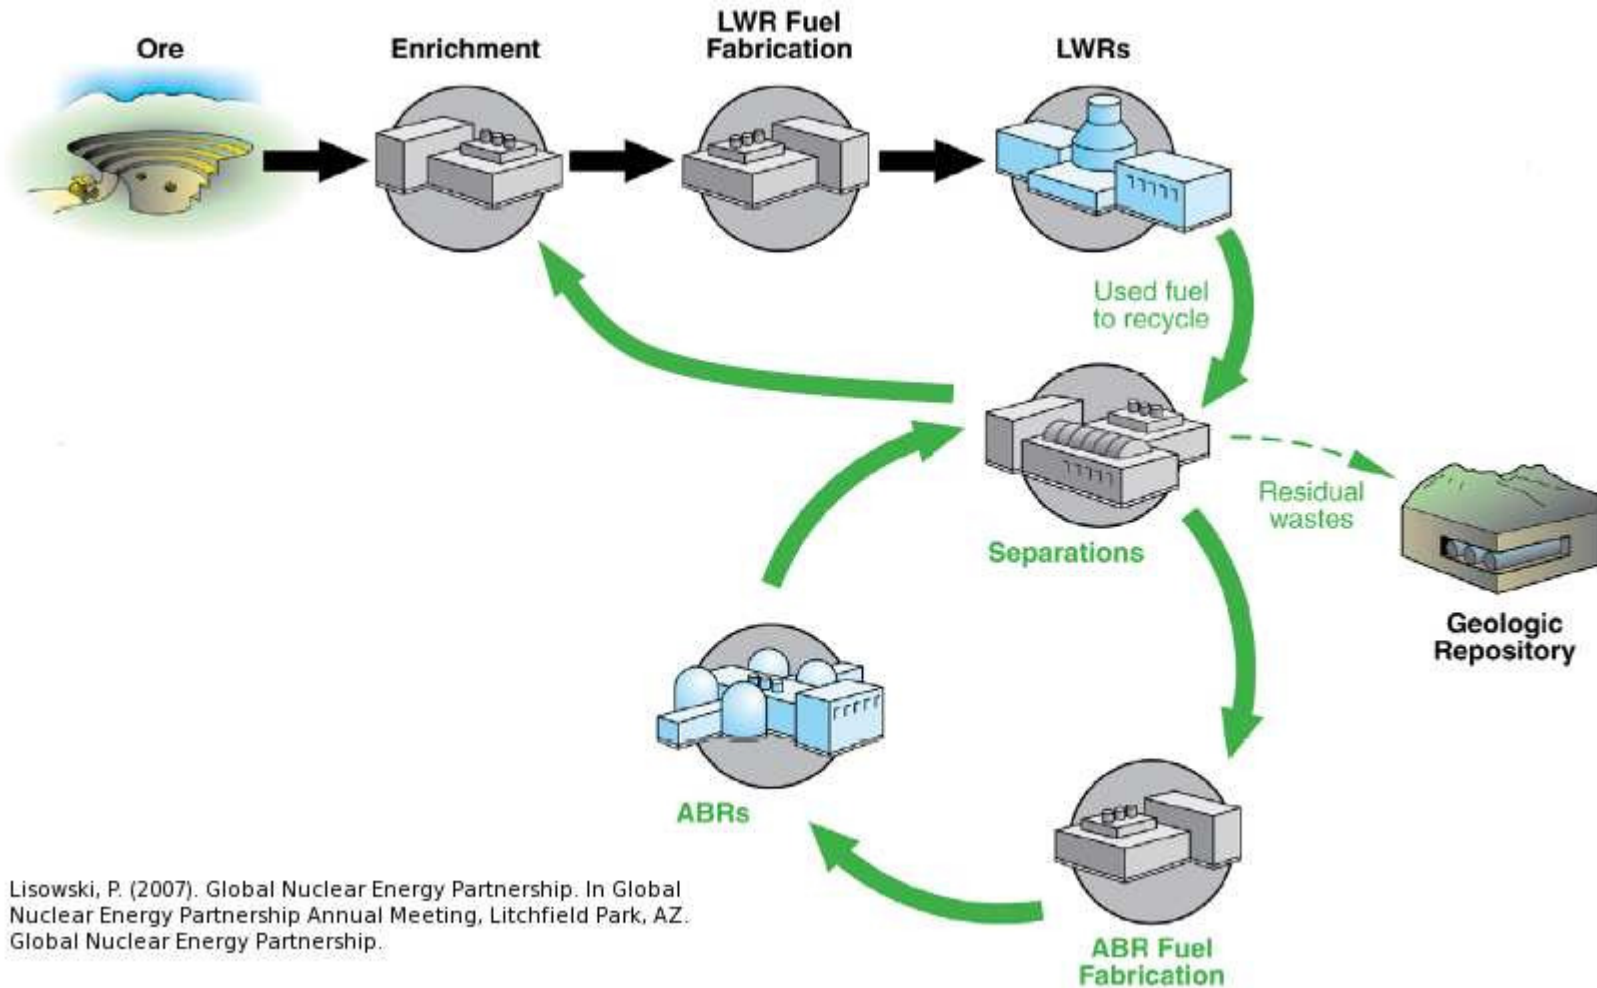 Ore
Enrichment
LWR Fuel
Fabrication
LWRs
Used fuel
to recycle
Separations
Residual
wastes
Geologic
Repository
ABRs
ABR Fuel
Fabrication
Lisowski, P. (2007). Global Nuclear Energy Partnership. In Global
Nuclear Energy Partnership Annual Meeting, Litchfield Park, AZ.
Global Nuclear Energy Partnership.